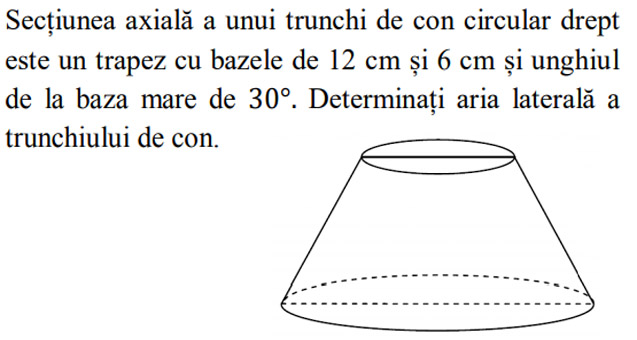 Secțiunea axială a unui trunchi de con circular drept
este un trapez cu bazele de 12 cm și 6 cm și unghiul
de la baza mare de 30°. Determinați aria laterală a
trunchiului de con.